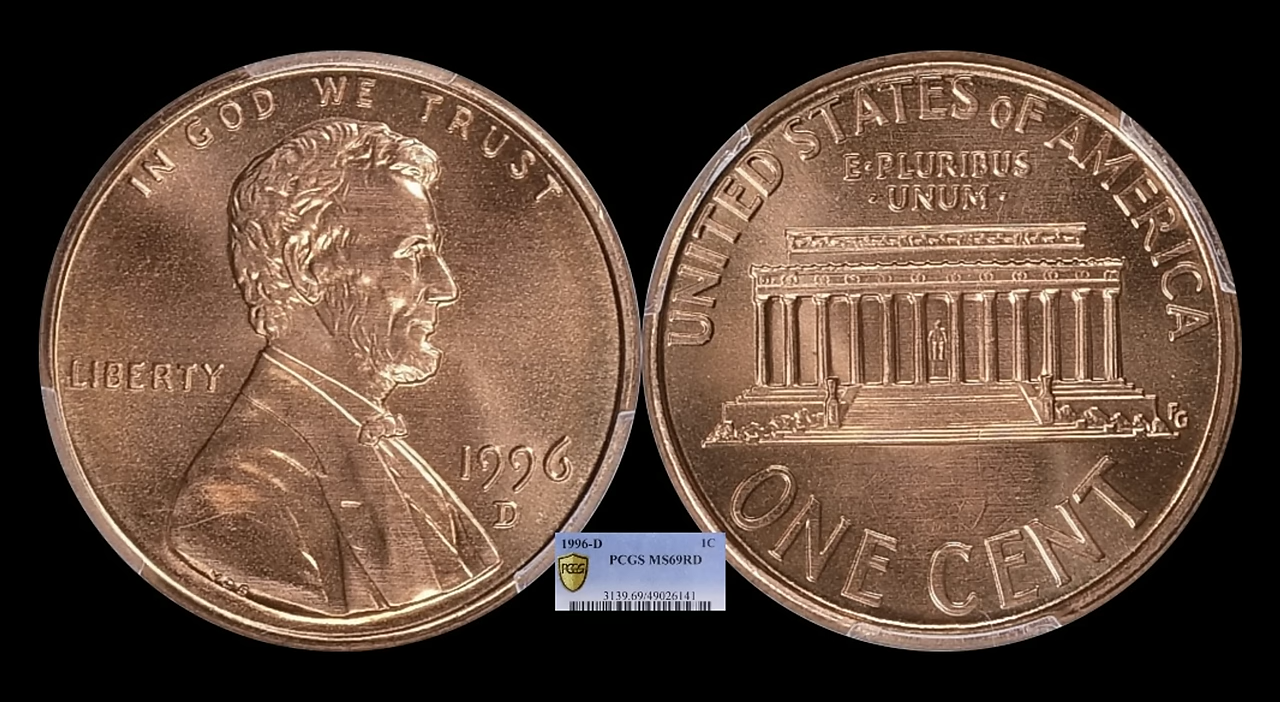 IN GOD WE TRUST
LIBERTY
1996
D
VDB
UNITED STATES OF AMERICA
E·PLURIBUS
·UNUM·
FG
ONE CENT
1996-D 1C
PCGS MS69RD
PCGS
3139.69/49026141